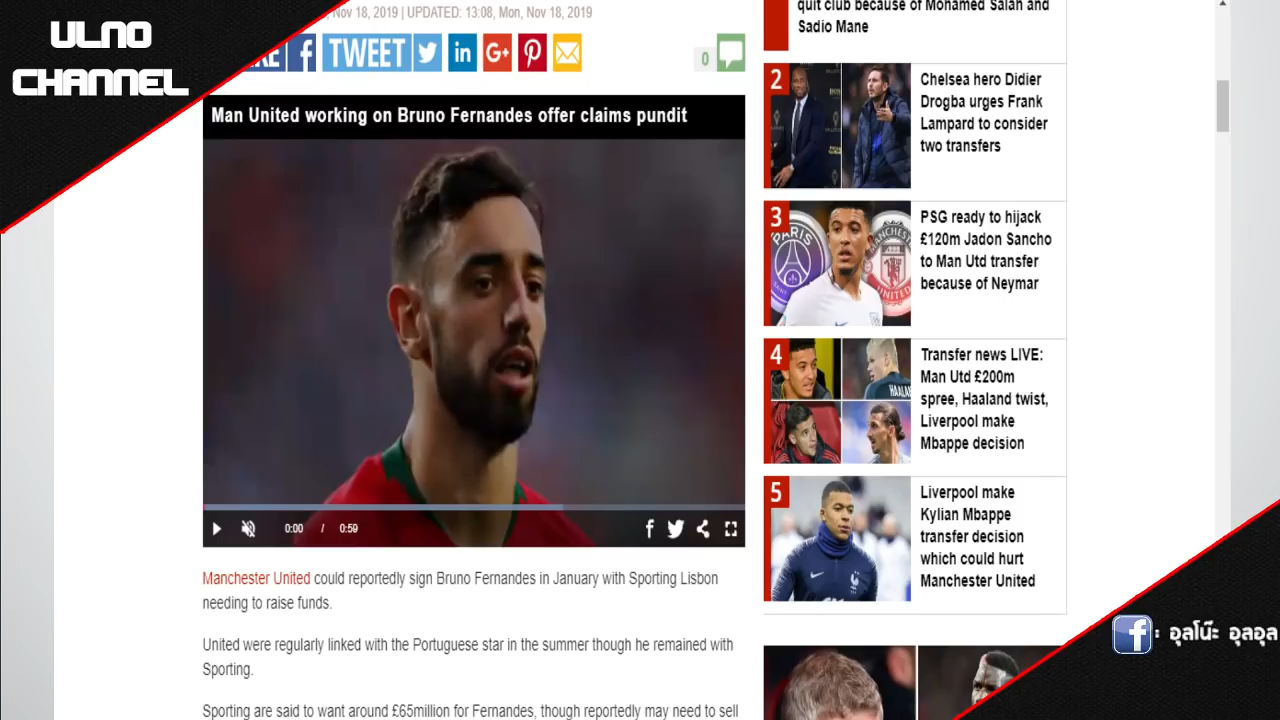 ULNO
CHANNEL
, Nov 18, 2019 | UPDATED: 13:08, Mon, Nov 18, 2019
TWEET
0
Man United working on Bruno Fernandes offer claims pundit
0:00 / 0:59
Manchester United could reportedly sign Bruno Fernandes in January with Sporting Lisbon
needing to raise funds.
United were regularly linked with the Portuguese star in the summer though he remained with
Sporting.
Sporting are said to want around £65million for Fernandes, though reportedly may need to sell
quit club because of Mohamed Salah and
Sadio Mane
2
Chelsea hero Didier
Drogba urges Frank
Lampard to consider
two transfers
3
PARIS
MANCHEST
UNITED
PSG ready to hijack
£120m Jadon Sancho
to Man Utd transfer
because of Neymar
4
HAALAN
Transfer news LIVE:
Man Utd £200m
spree, Haaland twist,
Liverpool make
Mbappe decision
5
Liverpool make
Kylian Mbappe
transfer decision
which could hurt
Manchester United
: อุลโน๊ะ อุลอุล